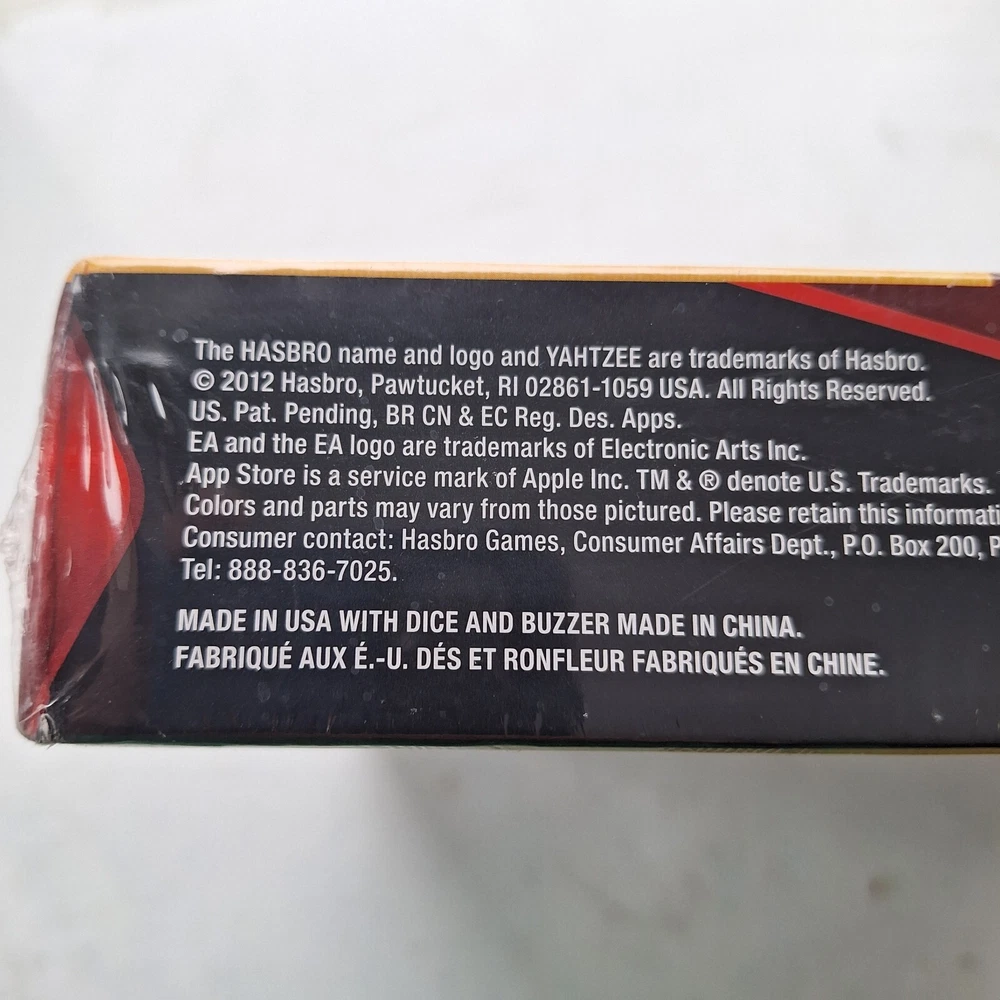 The HASBRO name and logo and YAHTZEE are trademarks of Hasbro.
© 2012 Hasbro, Pawtucket, RI 02861-1059 USA. All Rights Reserved.
US. Pat. Pending, BR CN & EC Reg. Des. Apps.
EA and the EA logo are trademarks of Electronic Arts Inc.
App Store is a service mark of Apple Inc. TM & ® denote U.S. Trademarks.
Colors and parts may vary from those pictured. Please retain this informati
Consumer contact: Hasbro Games, Consumer Affairs Dept., P.O. Box 200, P
Tel: 888-836-7025.
MADE IN USA WITH DICE AND BUZZER MADE IN CHINA.
FABRIQUÉ AUX É.-U. DÉS ET RONFLEUR FABRIQUÉS EN CHINE.